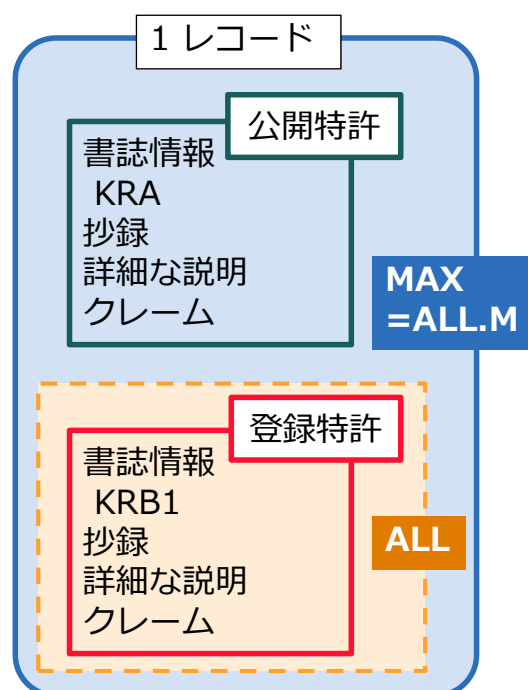 1 レコード
公開特許
書誌情報
KRA
抄録
詳細な説明
クレーム
MAX
=ALL.M
登録特許
書誌情報
KRB1
抄録
詳細な説明
クレーム
ALL